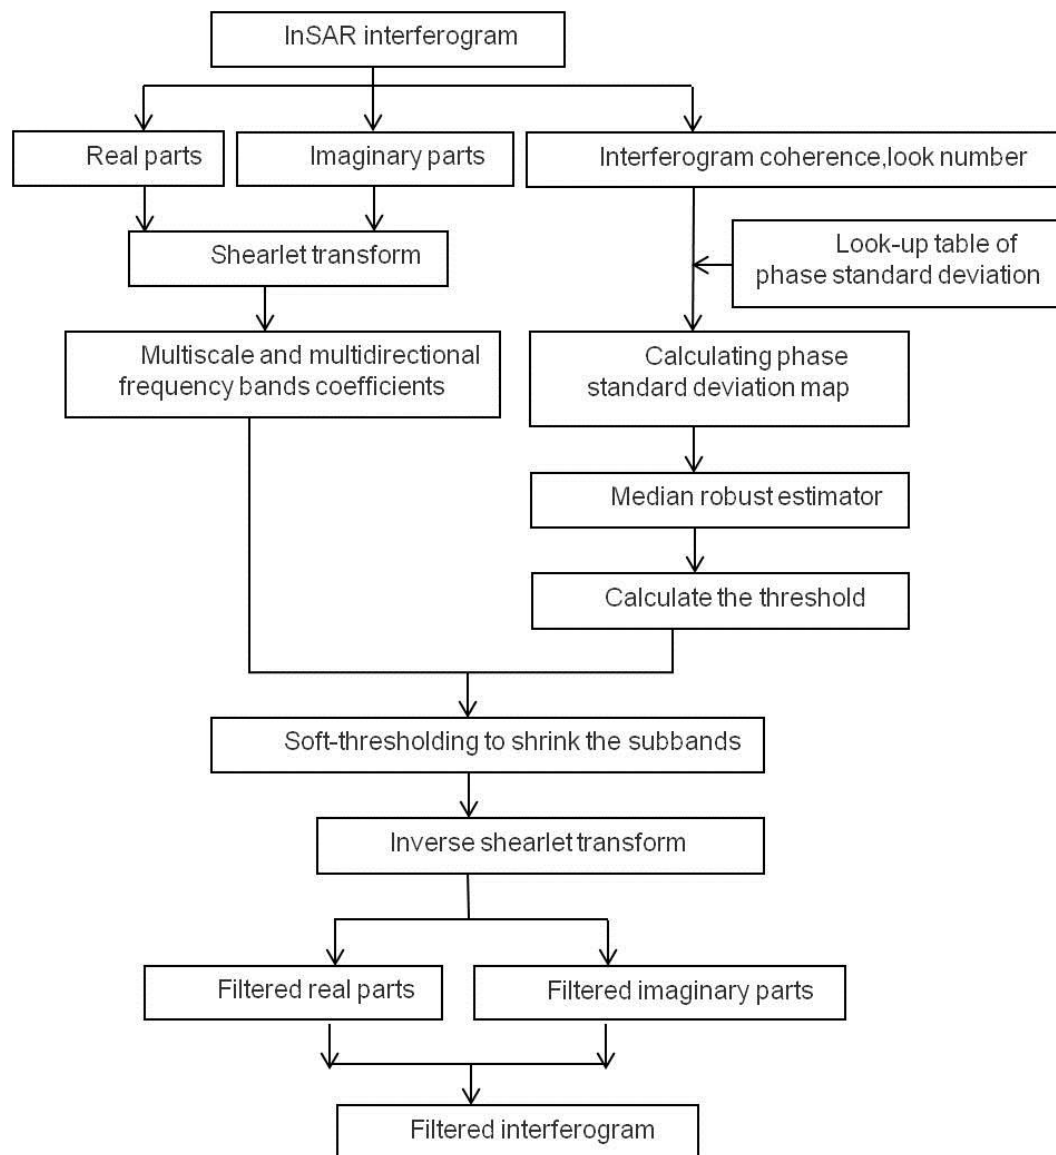 InSAR interferogram
Real parts
Imaginary parts
Interferogram coherence,look number
Shearlet transform
Look-up table of
phase standard deviation
Multiscale and multidirectional
frequency bands coefficients
Calculating phase
standard deviation map
Median robust estimator
Calculate the threshold
Soft-thresholding to shrink the subbands
Inverse shearlet transform
Filtered real parts
Filtered imaginary parts
Filtered interferogram